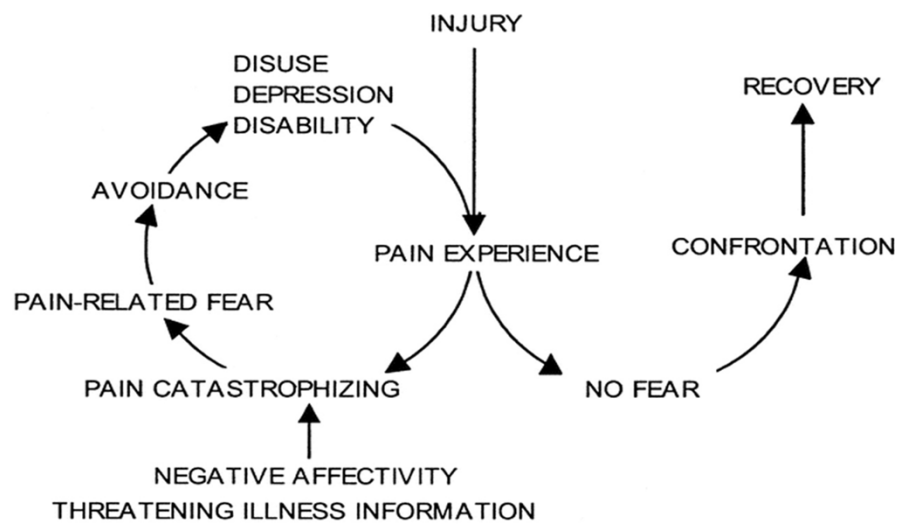 INJURY
DISUSE
DEPRESSION
DISABILITY
RECOVERY
AVOIDANCE
PAIN EXPERIENCE
CONFRONTATION
PAIN-RELATED FEAR
PAIN CATASTROPHIZING
NO FEAR
NEGATIVE AFFECTIVITY
THREATENING ILLNESS INFORMATION